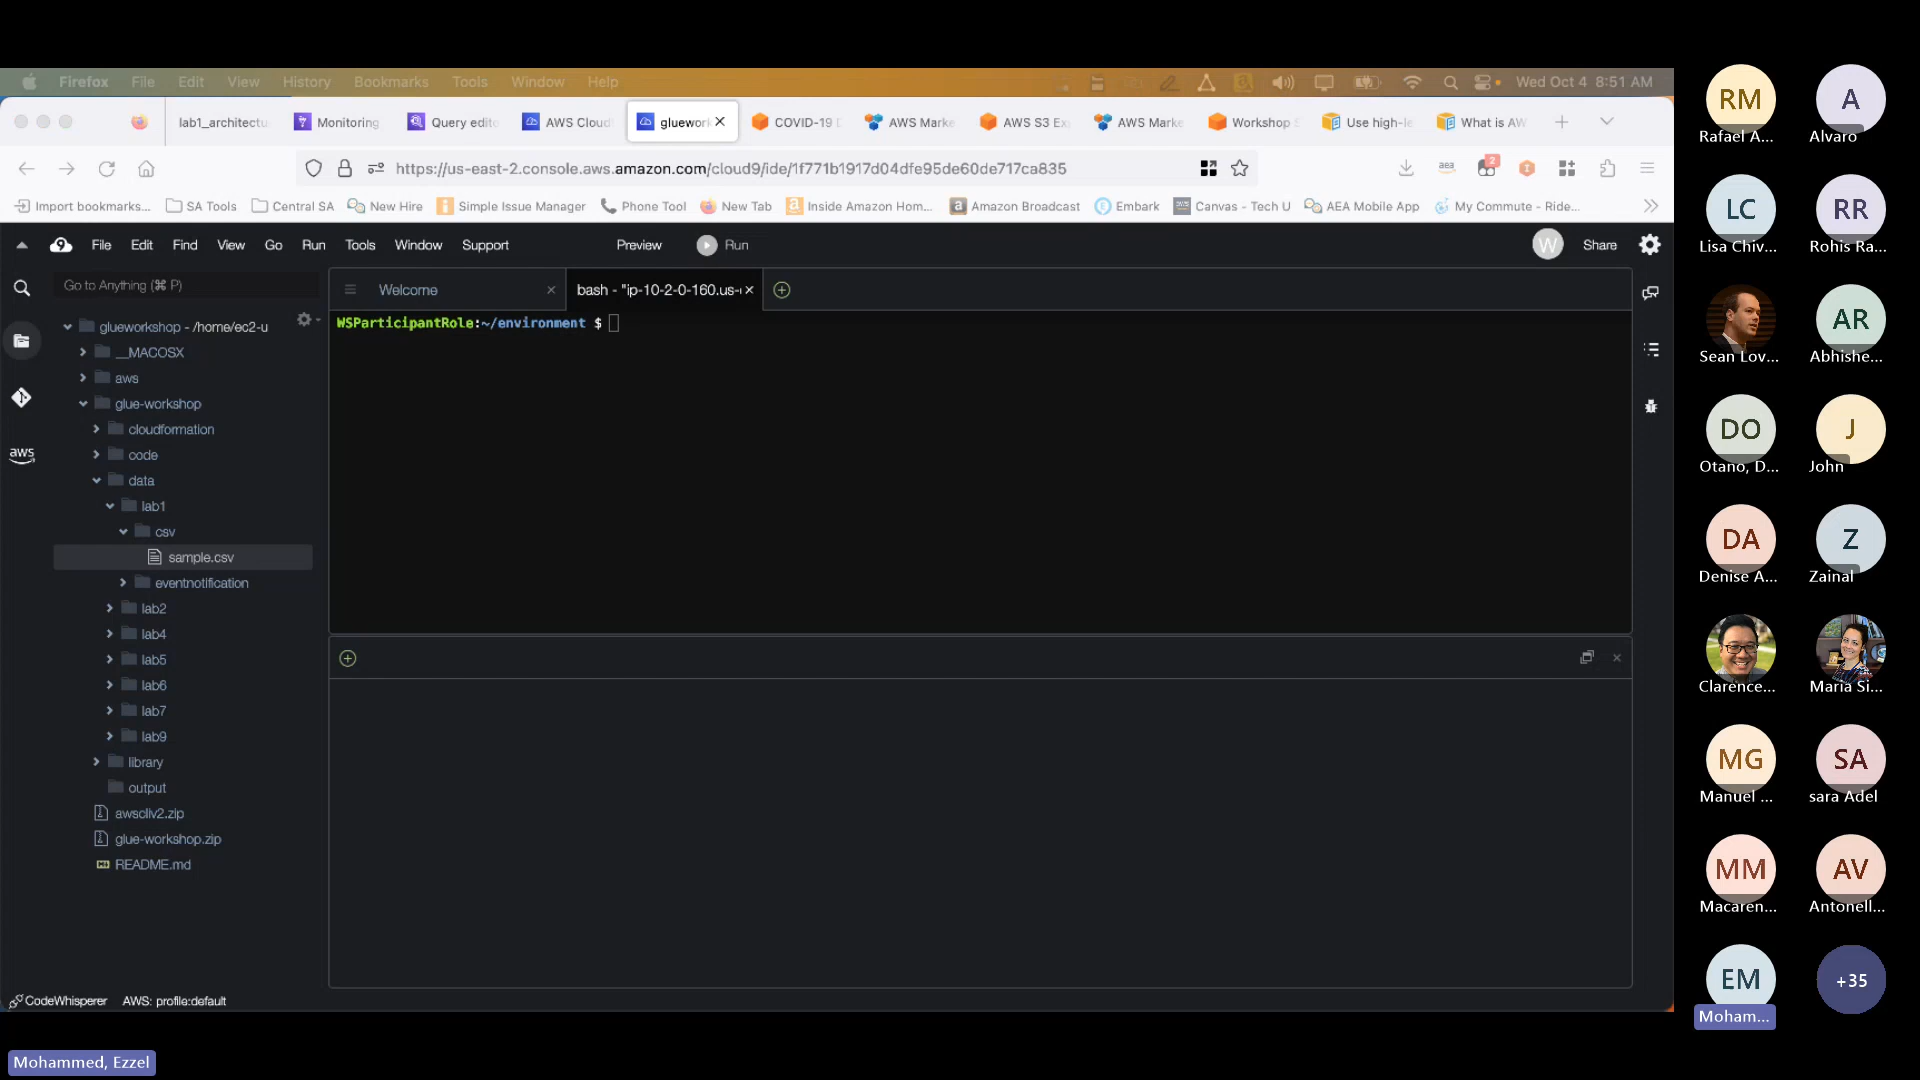 Firefox File Edit View History Bookmarks Tools Window Help Wed Oct 4 8:51 AM
lab1_architectu Monitoring Query edito AWS Cloud gluework COVID-19 D AWS Marke AWS S3 Ex AWS Marke Workshop S Use high-le What is AW
https://us-east-2.console.aws.amazon.com/cloud9/ide/1f771b1917d04dfe95de60de717ca835 aea 2
Import bookmarks... SA Tools Central SA New Hire Simple Issue Manager Phone Tool New Tab Inside Amazon Hom... Amazon Broadcast Embark Canvas - Tech U AEA Mobile App My Commute - Ride...
9 File Edit Find View Go Run Tools Window Support Preview Run W Share
Go to Anything (⌘ P) Welcome bash - "ip-10-2-0-160.us-
WSParticipantRole:~/environment $
glueworkshop - /home/ec2-u
__MACOSX
aws
glue-workshop
cloudformation
code
aws
data
lab1
csv
sample.csv
eventnotification
lab2
lab4
lab5
lab6
lab7
lab9
library
output
awscliv2.zip
glue-workshop.zip
README.md
CodeWhisperer AWS: profile:default
RM A
Rafael A... Alvaro
LC RR
Lisa Chiv... Rohis Ra...
AR
Sean Lov... Abhishe...
DO J
Otano, D... John
DA Z
Denise A... Zainal
Clarence... Maria Si...
MG SA
Manuel ... sara Adel
MM AV
Macaren... Antonell...
EM +35
Moham...
Mohammed, Ezzel